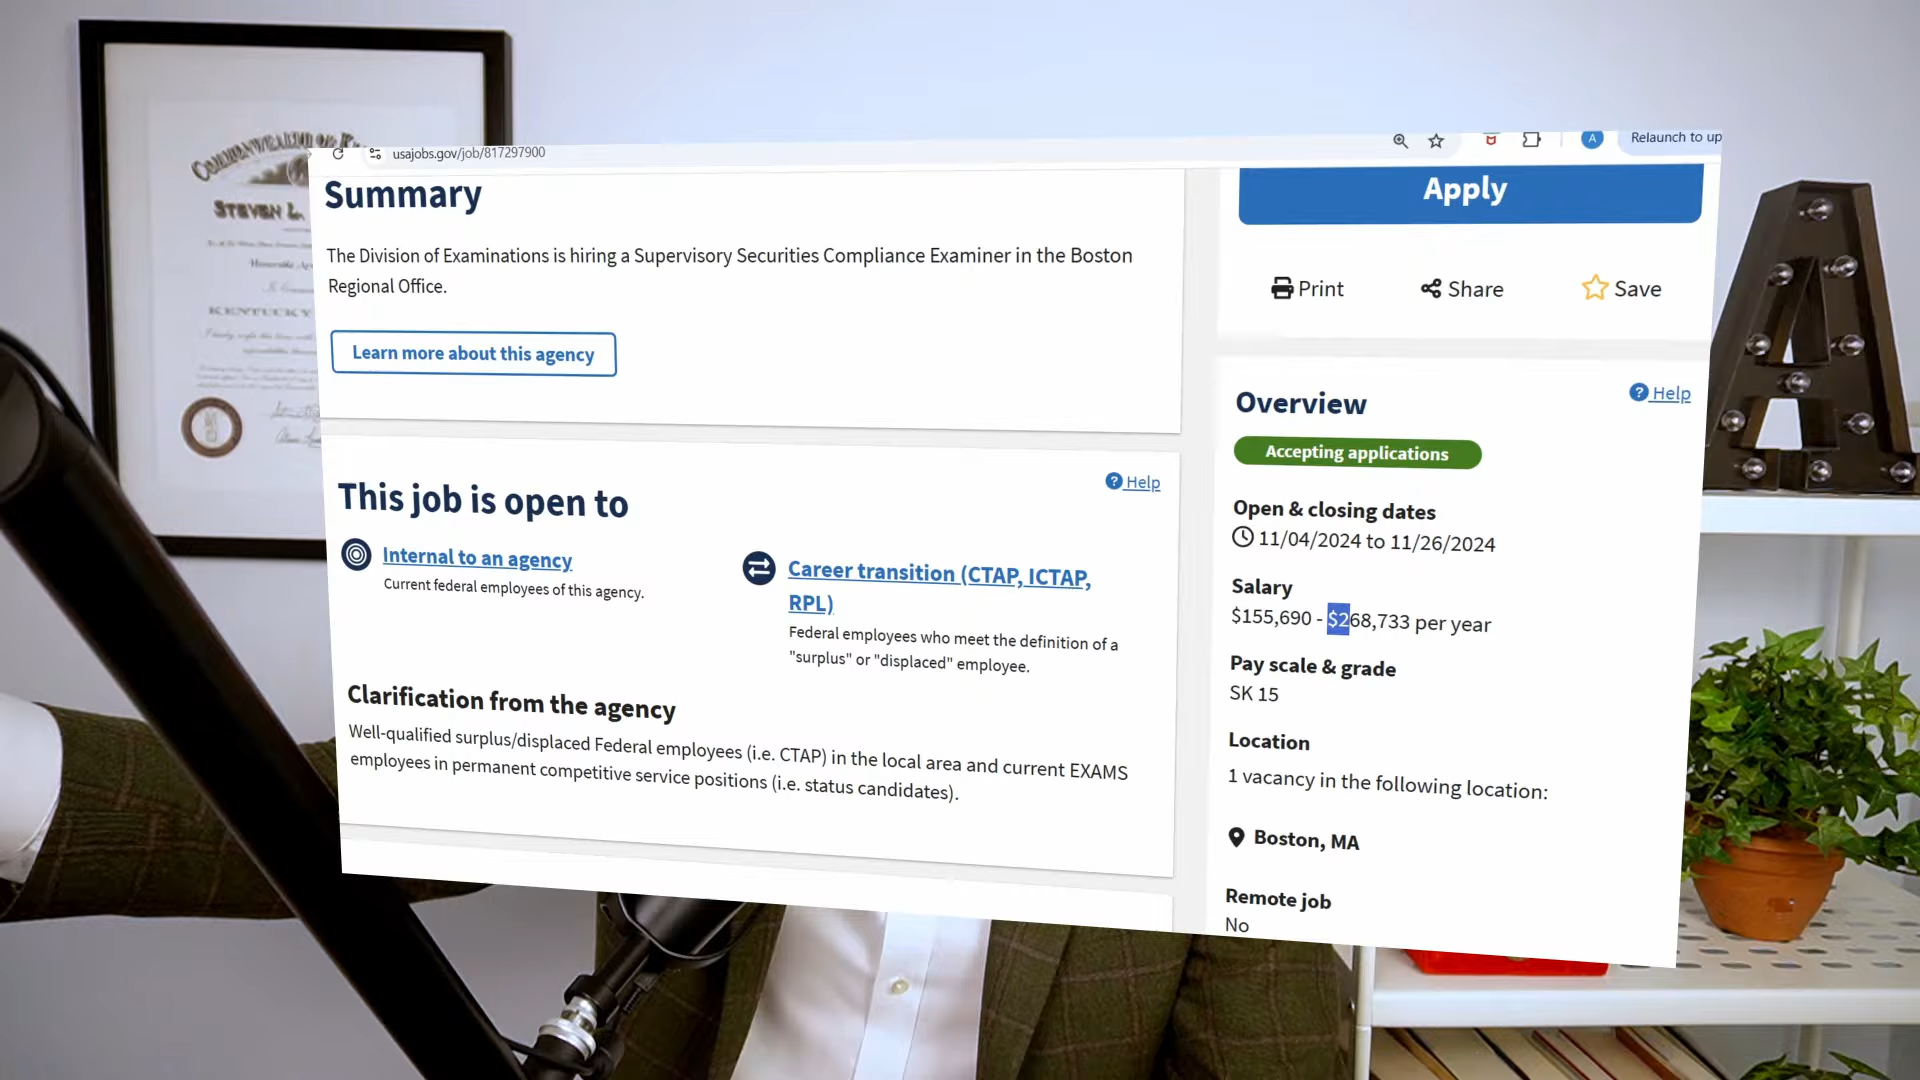 STEVEN L.
KENTUCKY
usajobs.gov/job/817297900
A
Relaunch to up
Summary
The Division of Examinations is hiring a Supervisory Securities Compliance Examiner in the Boston
Regional Office.
Learn more about this agency
This job is open to
Help
Internal to an agency
Current federal employees of this agency.
Career transition (CTAP, ICTAP,
RPL)
Federal employees who meet the definition of a
"surplus" or "displaced" employee.
Clarification from the agency
Well-qualified surplus/displaced Federal employees (i.e. CTAP) in the local area and current EXAMS
employees in permanent competitive service positions (i.e. status candidates).
Apply
Print
Share
Save
Overview
Help
Accepting applications
Open & closing dates
11/04/2024 to 11/26/2024
Salary
$155,690 - $268,733 per year
Pay scale & grade
SK 15
Location
1 vacancy in the following location:
Boston, MA
Remote job
No
A